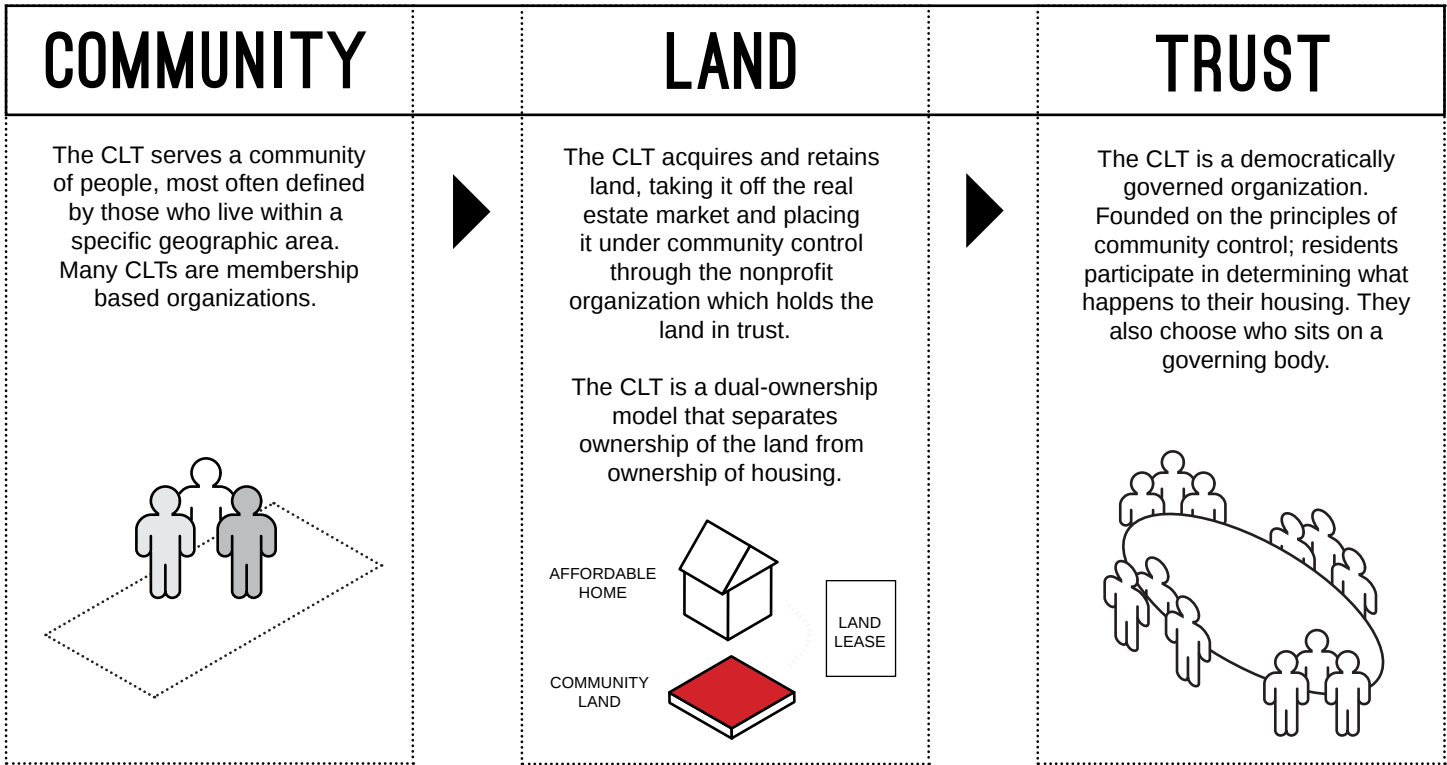 COMMUNITY
The CLT serves a community
of people, most often defined
by those who live within a
specific geographic area.
Many CLTs are membership
based organizations.
LAND
The CLT acquires and retains
land, taking it off the real
estate market and placing
it under community control
through the nonprofit
organization which holds the
land in trust.
The CLT is a dual-ownership
model that separates
ownership of the land from
ownership of housing.
AFFORDABLE
HOME
LAND
LEASE
COMMUNITY
LAND
TRUST
The CLT is a democratically
governed organization.
Founded on the principles of
community control; residents
participate in determining what
happens to their housing. They
also choose who sits on a
governing body.